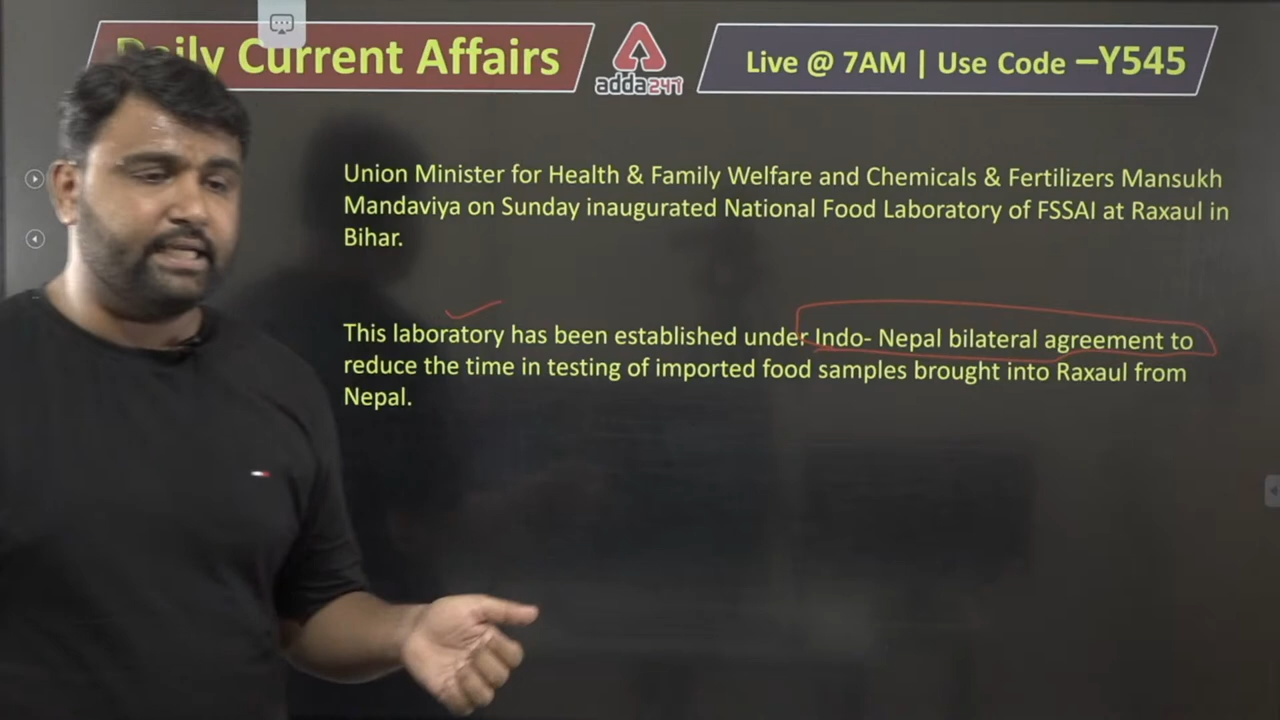 Daily Current Affairs
adda247
Live @ 7AM | Use Code –Y545
Union Minister for Health & Family Welfare and Chemicals & Fertilizers Mansukh
Mandaviya on Sunday inaugurated National Food Laboratory of FSSAI at Raxaul in
Bihar.
This laboratory has been established under Indo- Nepal bilateral agreement to
reduce the time in testing of imported food samples brought into Raxaul from
Nepal.